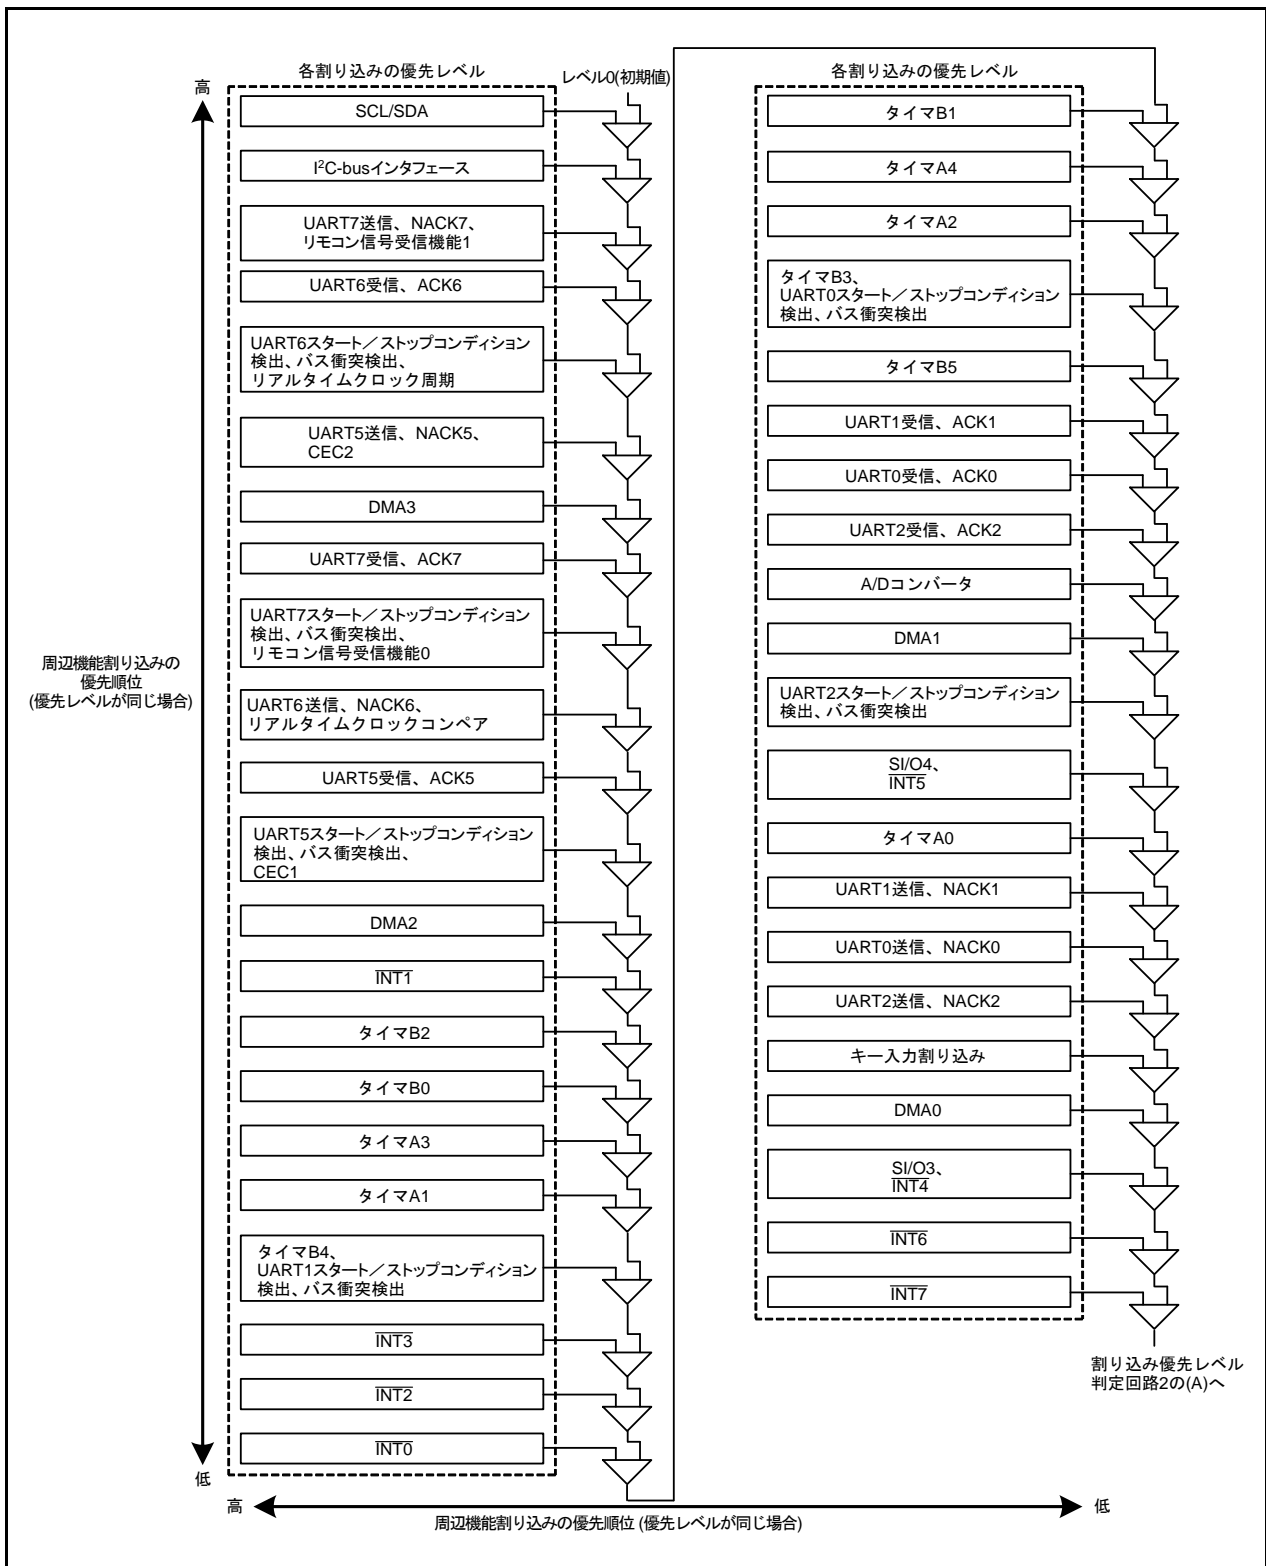 各割り込みの優先レベル
レベル0(初期値)
高
SCL/SDA
I²C-busインタフェース
UART7送信、NACK7、
リモコン信号受信機能1
UART6受信、ACK6
UART6スタート／ストップコンディション
検出、バス衝突検出、
リアルタイムクロック周期
UART5送信、NACK5、
CEC2
DMA3
UART7受信、ACK7
UART7スタート／ストップコンディション
検出、バス衝突検出、
リモコン信号受信機能0
UART6送信、NACK6、
リアルタイムクロックコンペア
UART5受信、ACK5
UART5スタート／ストップコンディション
検出、バス衝突検出、
CEC1
DMA2
INT1
タイマB2
タイマB0
タイマA3
タイマA1
タイマB4、
UART1スタート／ストップコンディション
検出、バス衝突検出
INT3
INT2
INT0
周辺機能割り込みの
優先順位
(優先レベルが同じ場合)
低
各割り込みの優先レベル
タイマB1
タイマA4
タイマA2
タイマB3、
UART0スタート／ストップコンディション
検出、バス衝突検出
タイマB5
UART1受信、ACK1
UART0受信、ACK0
UART2受信、ACK2
A/Dコンバータ
DMA1
UART2スタート／ストップコンディション
検出、バス衝突検出
SI/O4、
INT5
タイマA0
UART1送信、NACK1
UART0送信、NACK0
UART2送信、NACK2
キー入力割り込み
DMA0
SI/O3、
INT4
INT6
INT7
割り込み優先レベル
判定回路2の(A)へ
高
低
周辺機能割り込みの優先順位 (優先レベルが同じ場合)